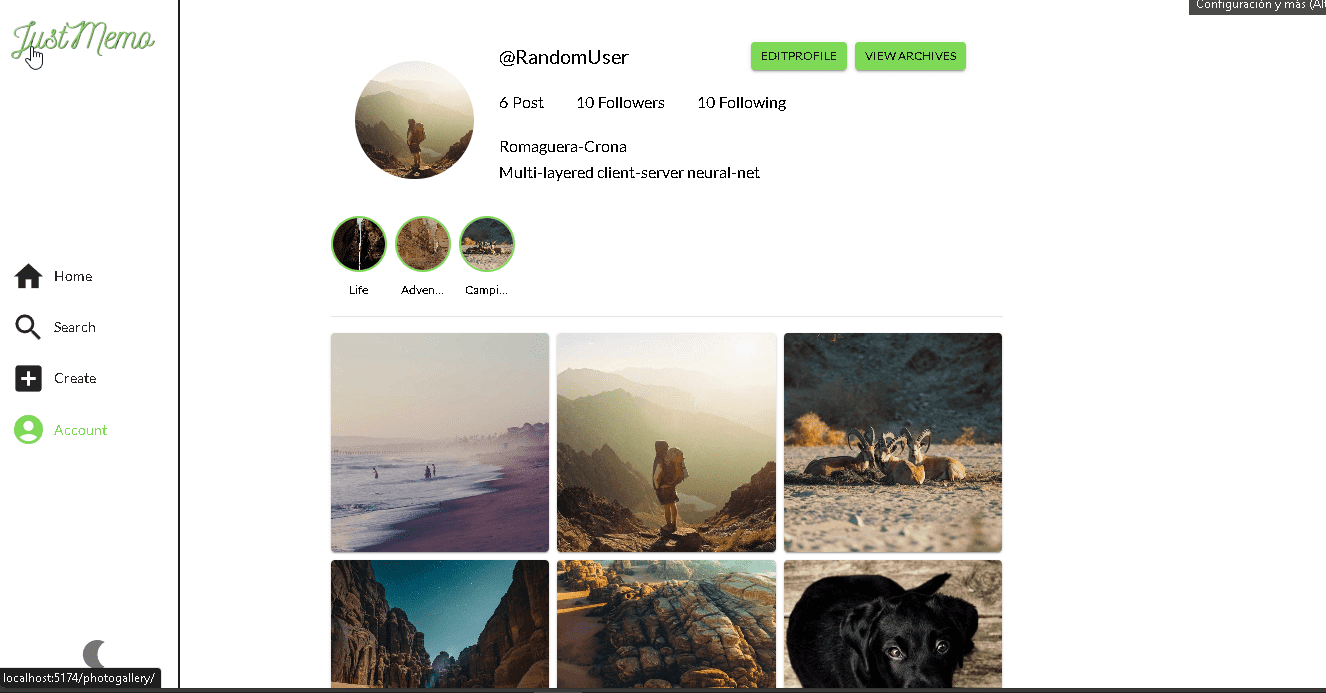 Configuración y más (Al
JustMemo
@RandomUser
EDITPROFILE
VIEW ARCHIVES
6 Post
10 Followers
10 Following
Romaguera-Crona
Multi-layered client-server neural-net
Life
Adven...
Campi...
Home
Search
Create
Account
localhost:5174/photogallery/